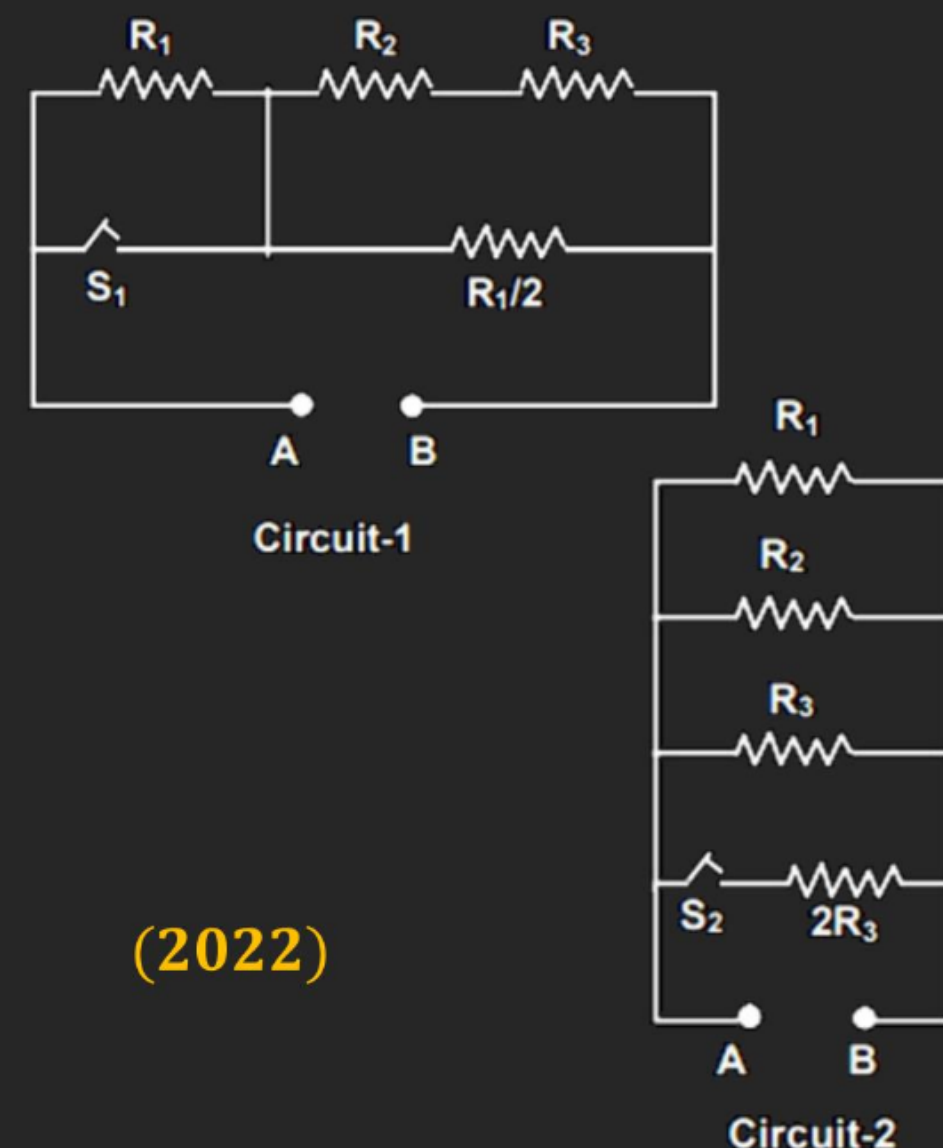 R₁ R₂ R₃
S₁ R₁/2
A B
Circuit-1
R₁
R₂
R₃
S₂ 2R₃
(2022)
A B
Circuit-2